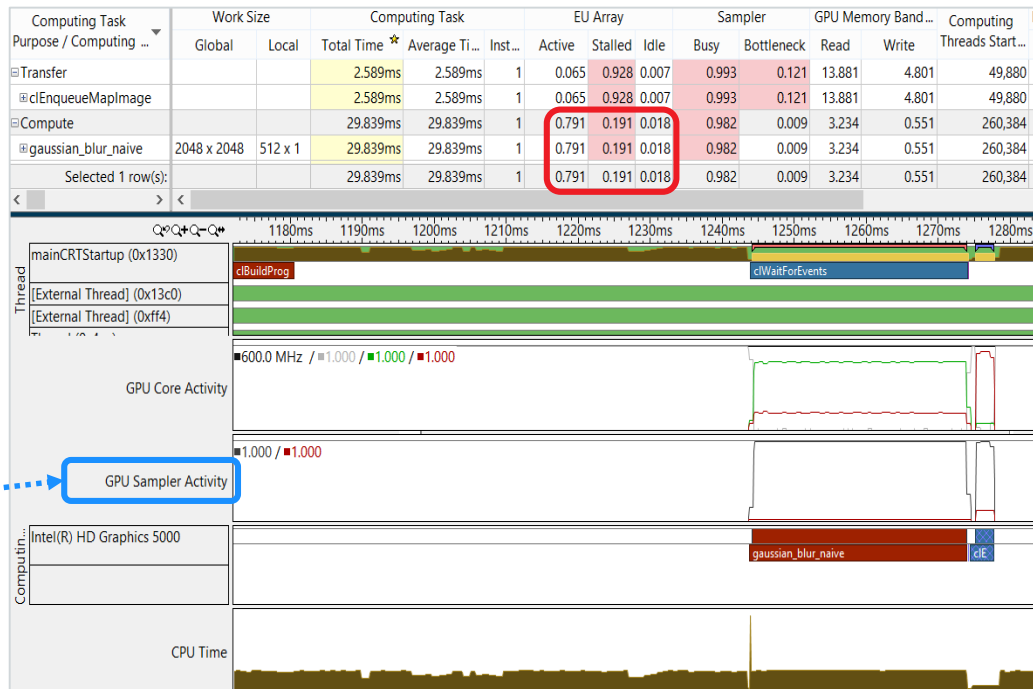 Computing Task Work Size Computing Task EU Array Sampler GPU Memory Band... Computing
Purpose / Computing ... Global Local Total Time Average Ti... Inst... Active Stalled Idle Busy Bottleneck Read Write Threads Start...
Transfer 2.589ms 2.589ms 1 0.065 0.928 0.007 0.993 0.121 13.881 4.801 49,880
clEnqueueMapImage 2.589ms 2.589ms 1 0.065 0.928 0.007 0.993 0.121 13.881 4.801 49,880
Compute 29.839ms 29.839ms 1 0.791 0.191 0.018 0.982 0.009 3.234 0.551 260,384
gaussian_blur_naive 2048 x 2048 512 x 1 29.839ms 29.839ms 1 0.791 0.191 0.018 0.982 0.009 3.234 0.551 260,384
Selected 1 row(s): 29.839ms 29.839ms 1 0.791 0.191 0.018 0.982 0.009 3.234 0.551 260,384
1180ms 1190ms 1200ms 1210ms 1220ms 1230ms 1240ms 1250ms 1260ms 1270ms 1280ms
Thread
mainCRTStartup (0x1330)
clBuildProg clWaitForEvents
[External Thread] (0x13c0)
[External Thread] (0xff4)
600.0 MHz / 1.000 / 1.000 / 1.000
GPU Core Activity
1.000 / 1.000
GPU Sampler Activity
Computin...
Intel(R) HD Graphics 5000
gaussian_blur_naive clE
CPU Time